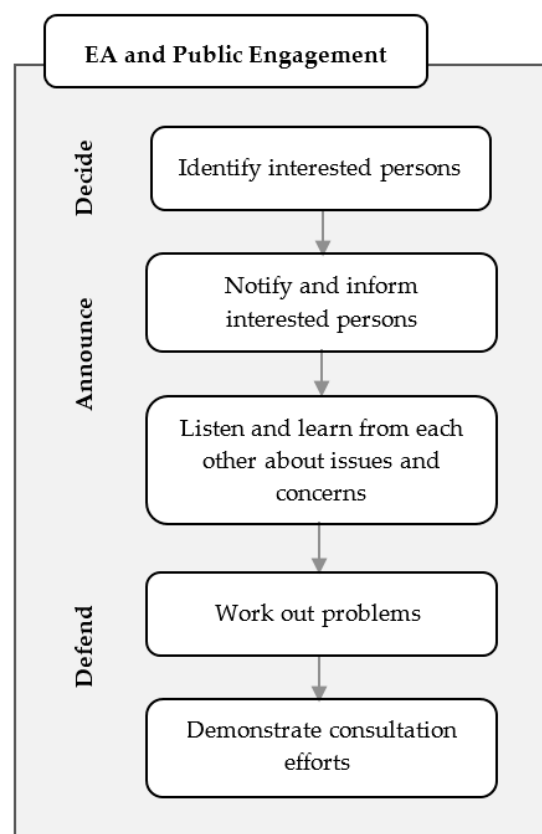 EA and Public Engagement
Decide
Identify interested persons
Announce
Notify and inform
interested persons
Listen and learn from each
other about issues and
concerns
Defend
Work out problems
Demonstrate consultation
efforts